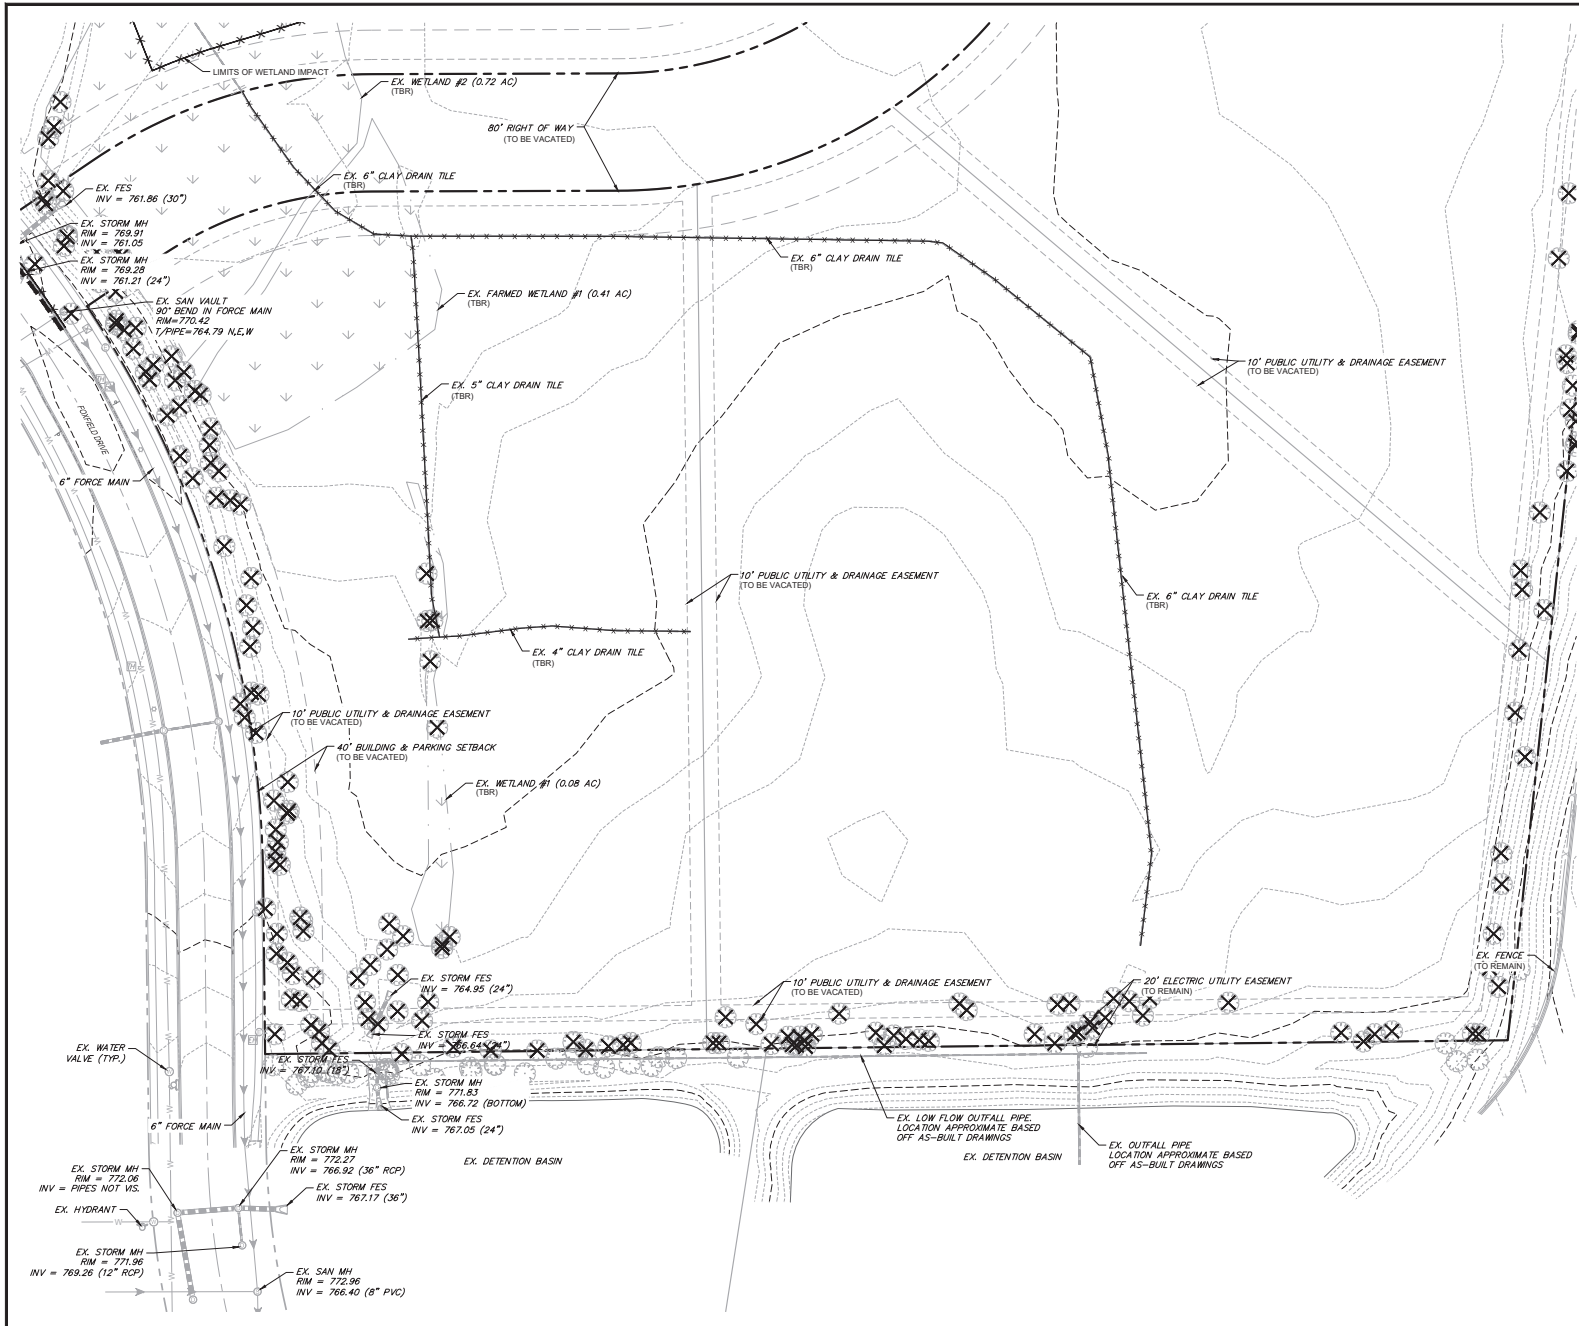 LIMITS OF WETLAND IMPACT
EX. WETLAND #2 (0.72 AC)
(TBR)
80' RIGHT OF WAY
(TO BE VACATED)
EX. 6" CLAY DRAIN TILE
(TBR)
EX. FES
INV = 761.86 (30")
EX. STORM MH
RIM = 769.91
INV = 761.05
EX. STORM MH
RIM = 769.28
INV = 761.21 (24")
EX. 6" CLAY DRAIN TILE
(TBR)
EX. FARMED WETLAND #1 (0.41 AC)
(TBR)
EX. SAN VAULT
90° BEND IN FORCE MAIN
RIM=770.42
T/PIPE=764.79 N,E,W
10' PUBLIC UTILITY & DRAINAGE EASEMENT
(TO BE VACATED)
EX. 5" CLAY DRAIN TILE
(TBR)
FOXFIELD DRIVE
6" FORCE MAIN
10' PUBLIC UTILITY & DRAINAGE EASEMENT
(TO BE VACATED)
EX. 6" CLAY DRAIN TILE
(TBR)
EX. 4" CLAY DRAIN TILE
(TBR)
10' PUBLIC UTILITY & DRAINAGE EASEMENT
(TO BE VACATED)
40' BUILDING & PARKING SETBACK
(TO BE VACATED)
EX. WETLAND #1 (0.08 AC)
(TBR)
EX. FENCE
(TO REMAIN)
EX. STORM FES
INV = 764.95 (24")
10' PUBLIC UTILITY & DRAINAGE EASEMENT
(TO BE VACATED)
20' ELECTRIC UTILITY EASEMENT
(TO REMAIN)
EX. STORM FES
INV = 766.64 (24")
EX. WATER
VALVE (TYP.)
EX. STORM FES
INV = 767.10 (18")
EX. STORM MH
RIM = 771.83
INV = 766.72 (BOTTOM)
EX. STORM FES
INV = 767.05 (24")
6" FORCE MAIN
EX. LOW FLOW OUTFALL PIPE.
LOCATION APPROXIMATE BASED
OFF AS-BUILT DRAWINGS
EX. OUTFALL PIPE
LOCATION APPROXIMATE BASED
OFF AS-BUILT DRAWINGS
EX. DETENTION BASIN
EX. DETENTION BASIN
EX. STORM MH
RIM = 772.27
INV = 766.92 (36" RCP)
EX. STORM MH
RIM = 772.06
INV = PIPES NOT VIS.
EX. STORM FES
INV = 767.17 (36")
EX. HYDRANT
EX. STORM MH
RIM = 771.96
INV = 769.26 (12" RCP)
EX. SAN MH
RIM = 772.96
INV = 766.40 (8" PVC)